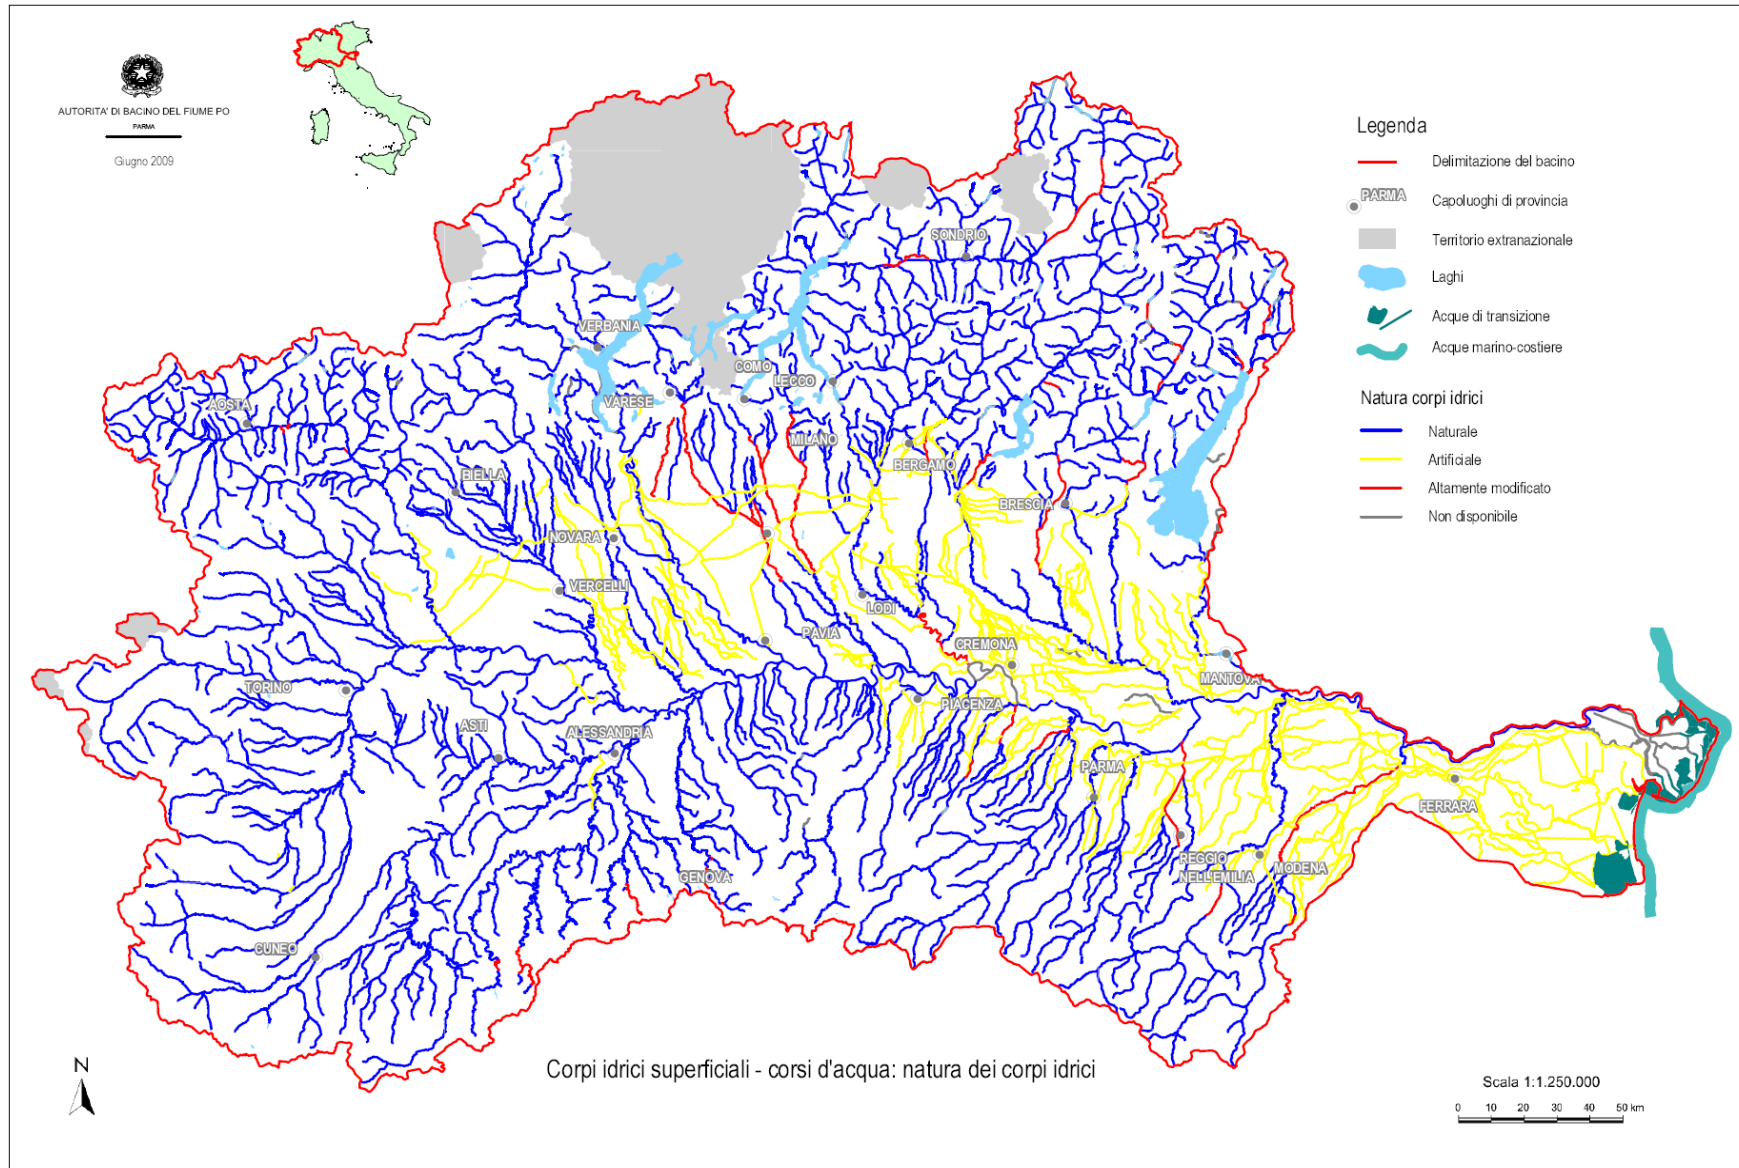 AUTORITA' DI BACINO DEL FIUME PO
PARMA
Giugno 2009
Legenda
Delimitazione del bacino
PARMA
Capoluoghi di provincia
Territorio extranazionale
Laghi
Acque di transizione
Acque marino-costiere
Natura corpi idrici
Naturale
Artificiale
Altamente modificato
Non disponibile
SONDRIO
VERBANIA
COMO
LECCO
VARESE
AOSTA
MILANO
BERGAMO
BIELLA
BRESCIA
NOVARA
VERCELLI
LODI
PAVIA
CREMONA
MANTOVA
TORINO
PIACENZA
ASTI
ALESSANDRIA
PARMA
FERRARA
REGGIO
NELL'EMILIA
MODENA
GENOVA
CUNEO
N
Corpi idrici superficiali - corsi d'acqua: natura dei corpi idrici
Scala 1:1.250.000
0 10 20 30 40 50 km